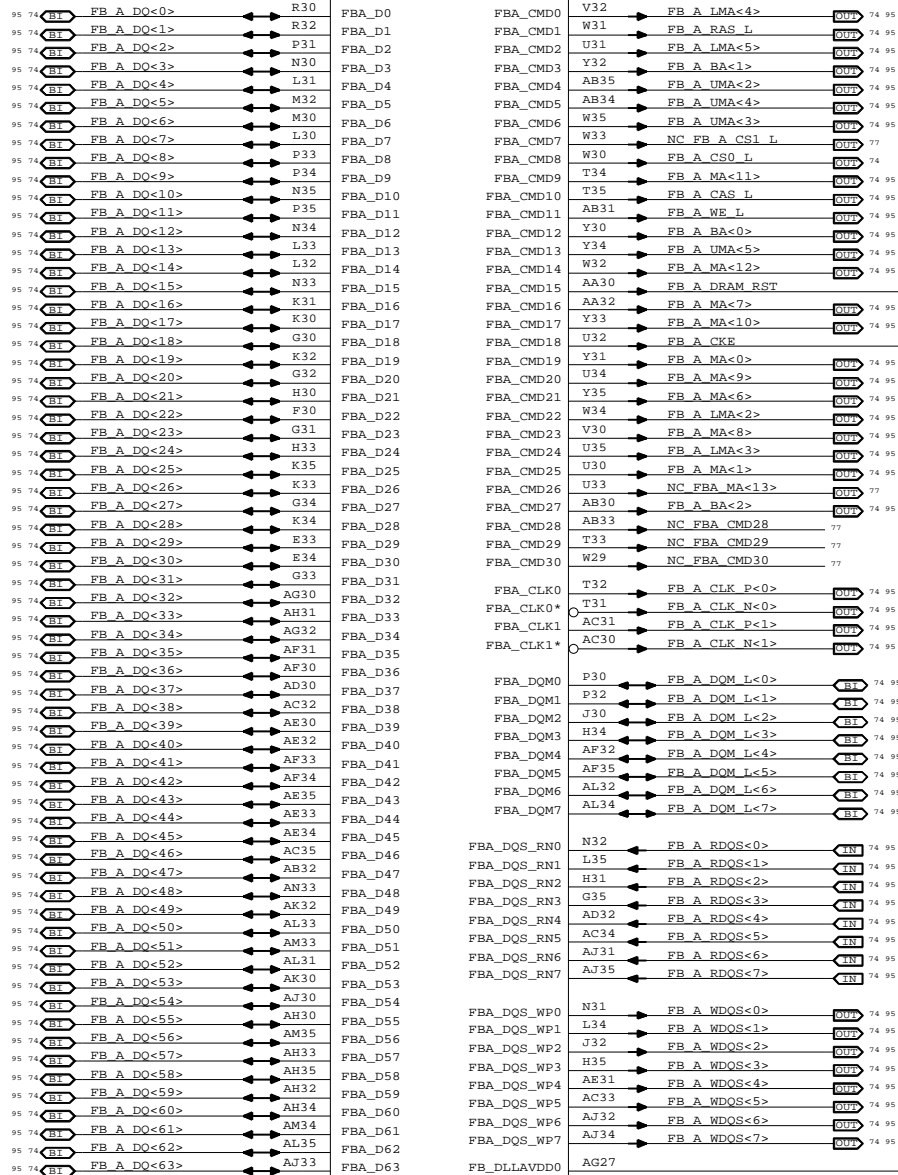 95 74 BI FB_A_DQ<0> R30 FBA_D0
95 74 BI FB_A_DQ<1> R32 FBA_D1
95 74 BI FB_A_DQ<2> P31 FBA_D2
95 74 BI FB_A_DQ<3> N30 FBA_D3
95 74 BI FB_A_DQ<4> L31 FBA_D4
95 74 BI FB_A_DQ<5> M32 FBA_D5
95 74 BI FB_A_DQ<6> M30 FBA_D6
95 74 BI FB_A_DQ<7> L30 FBA_D7
95 74 BI FB_A_DQ<8> P33 FBA_D8
95 74 BI FB_A_DQ<9> P34 FBA_D9
95 74 BI FB_A_DQ<10> N35 FBA_D10
95 74 BI FB_A_DQ<11> P35 FBA_D11
95 74 BI FB_A_DQ<12> N34 FBA_D12
95 74 BI FB_A_DQ<13> L33 FBA_D13
95 74 BI FB_A_DQ<14> L32 FBA_D14
95 74 BI FB_A_DQ<15> N33 FBA_D15
95 74 BI FB_A_DQ<16> K31 FBA_D16
95 74 BI FB_A_DQ<17> K30 FBA_D17
95 74 BI FB_A_DQ<18> G30 FBA_D18
95 74 BI FB_A_DQ<19> K32 FBA_D19
95 74 BI FB_A_DQ<20> G32 FBA_D20
95 74 BI FB_A_DQ<21> H30 FBA_D21
95 74 BI FB_A_DQ<22> F30 FBA_D22
95 74 BI FB_A_DQ<23> G31 FBA_D23
95 74 BI FB_A_DQ<24> H33 FBA_D24
95 74 BI FB_A_DQ<25> K35 FBA_D25
95 74 BI FB_A_DQ<26> K33 FBA_D26
95 74 BI FB_A_DQ<27> G34 FBA_D27
95 74 BI FB_A_DQ<28> K34 FBA_D28
95 74 BI FB_A_DQ<29> E33 FBA_D29
95 74 BI FB_A_DQ<30> E34 FBA_D30
95 74 BI FB_A_DQ<31> G33 FBA_D31
95 74 BI FB_A_DQ<32> AG30 FBA_D32
95 74 BI FB_A_DQ<33> AH31 FBA_D33
95 74 BI FB_A_DQ<34> AG32 FBA_D34
95 74 BI FB_A_DQ<35> AF31 FBA_D35
95 74 BI FB_A_DQ<36> AF30 FBA_D36
95 74 BI FB_A_DQ<37> AD30 FBA_D37
95 74 BI FB_A_DQ<38> AC32 FBA_D38
95 74 BI FB_A_DQ<39> AE30 FBA_D39
95 74 BI FB_A_DQ<40> AE32 FBA_D40
95 74 BI FB_A_DQ<41> AF33 FBA_D41
95 74 BI FB_A_DQ<42> AF34 FBA_D42
95 74 BI FB_A_DQ<43> AE35 FBA_D43
95 74 BI FB_A_DQ<44> AE33 FBA_D44
95 74 BI FB_A_DQ<45> AE34 FBA_D45
95 74 BI FB_A_DQ<46> AC35 FBA_D46
95 74 BI FB_A_DQ<47> AB32 FBA_D47
95 74 BI FB_A_DQ<48> AN33 FBA_D48
95 74 BI FB_A_DQ<49> AK32 FBA_D49
95 74 BI FB_A_DQ<50> AL33 FBA_D50
95 74 BI FB_A_DQ<51> AM33 FBA_D51
95 74 BI FB_A_DQ<52> AL31 FBA_D52
95 74 BI FB_A_DQ<53> AK30 FBA_D53
95 74 BI FB_A_DQ<54> AJ30 FBA_D54
95 74 BI FB_A_DQ<55> AH30 FBA_D55
95 74 BI FB_A_DQ<56> AM35 FBA_D56
95 74 BI FB_A_DQ<57> AH33 FBA_D57
95 74 BI FB_A_DQ<58> AH35 FBA_D58
95 74 BI FB_A_DQ<59> AH32 FBA_D59
95 74 BI FB_A_DQ<60> AH34 FBA_D60
95 74 BI FB_A_DQ<61> AM34 FBA_D61
95 74 BI FB_A_DQ<62> AL35 FBA_D62
95 74 BI FB_A_DQ<63> AJ33 FBA_D63
FBA_CMD0 V32 FB_A_LMA<4> OUT 74 95
FBA_CMD1 W31 FB_A_RAS_L OUT 74 95
FBA_CMD2 U31 FB_A_LMA<5> OUT 74 95
FBA_CMD3 Y32 FB_A_BA<1> OUT 74 95
FBA_CMD4 AB35 FB_A_UMA<2> OUT 74 95
FBA_CMD5 AB34 FB_A_UMA<4> OUT 74 95
FBA_CMD6 W35 FB_A_UMA<3> OUT 74 95
FBA_CMD7 W33 NC_FB_A_CS1_L OUT 77
FBA_CMD8 W30 FB_A_CS0_L OUT 74
FBA_CMD9 T34 FB_A_MA<11> OUT 74 95
FBA_CMD10 T35 FB_A_CAS_L OUT 74 95
FBA_CMD11 AB31 FB_A_WE_L OUT 74 95
FBA_CMD12 Y30 FB_A_BA<0> OUT 74 95
FBA_CMD13 Y34 FB_A_UMA<5> OUT 74 95
FBA_CMD14 W32 FB_A_MA<12> OUT 74 95
FBA_CMD15 AA30 FB_A_DRAM_RST
FBA_CMD16 AA32 FB_A_MA<7> OUT 74 95
FBA_CMD17 Y33 FB_A_MA<10> OUT 74 95
FBA_CMD18 U32 FB_A_CKE
FBA_CMD19 Y31 FB_A_MA<0> OUT 74 95
FBA_CMD20 U34 FB_A_MA<9> OUT 74 95
FBA_CMD21 Y35 FB_A_MA<6> OUT 74 95
FBA_CMD22 W34 FB_A_LMA<2> OUT 74 95
FBA_CMD23 V30 FB_A_MA<8> OUT 74 95
FBA_CMD24 U35 FB_A_LMA<3> OUT 74 95
FBA_CMD25 U30 FB_A_MA<1> OUT 74 95
FBA_CMD26 U33 NC_FBA_MA<13> OUT 77
FBA_CMD27 AB30 FB_A_BA<2> OUT 74 95
FBA_CMD28 AB33 NC_FBA_CMD28 77
FBA_CMD29 T33 NC_FBA_CMD29 77
FBA_CMD30 W29 NC_FBA_CMD30 77
FBA_CLK0 T32 FB_A_CLK_P<0> OUT 74 95
FBA_CLK0* T31 FB_A_CLK_N<0> OUT 74 95
FBA_CLK1 AC31 FB_A_CLK_P<1> OUT 74 95
FBA_CLK1* AC30 FB_A_CLK_N<1> OUT 74 95
FBA_DQM0 P30 FB_A_DQM_L<0> BI 74 95
FBA_DQM1 P32 FB_A_DQM_L<1> BI 74 95
FBA_DQM2 J30 FB_A_DQM_L<2> BI 74 95
FBA_DQM3 H34 FB_A_DQM_L<3> BI 74 95
FBA_DQM4 AF32 FB_A_DQM_L<4> BI 74 95
FBA_DQM5 AF35 FB_A_DQM_L<5> BI 74 95
FBA_DQM6 AL32 FB_A_DQM_L<6> BI 74 95
FBA_DQM7 AL34 FB_A_DQM_L<7> BI 74 95
FBA_DQS_RN0 N32 FB_A_RDQS<0> IN 74 95
FBA_DQS_RN1 L35 FB_A_RDQS<1> IN 74 95
FBA_DQS_RN2 H31 FB_A_RDQS<2> IN 74 95
FBA_DQS_RN3 G35 FB_A_RDQS<3> IN 74 95
FBA_DQS_RN4 AD32 FB_A_RDQS<4> IN 74 95
FBA_DQS_RN5 AC34 FB_A_RDQS<5> IN 74 95
FBA_DQS_RN6 AJ31 FB_A_RDQS<6> IN 74 95
FBA_DQS_RN7 AJ35 FB_A_RDQS<7> IN 74 95
FBA_DQS_WP0 N31 FB_A_WDQS<0> OUT 74 95
FBA_DQS_WP1 L34 FB_A_WDQS<1> OUT 74 95
FBA_DQS_WP2 J32 FB_A_WDQS<2> OUT 74 95
FBA_DQS_WP3 H35 FB_A_WDQS<3> OUT 74 95
FBA_DQS_WP4 AE31 FB_A_WDQS<4> OUT 74 95
FBA_DQS_WP5 AC33 FB_A_WDQS<5> OUT 74 95
FBA_DQS_WP6 AJ32 FB_A_WDQS<6> OUT 74 95
FBA_DQS_WP7 AJ34 FB_A_WDQS<7> OUT 74 95
FB_DLLAVDD0 AG27